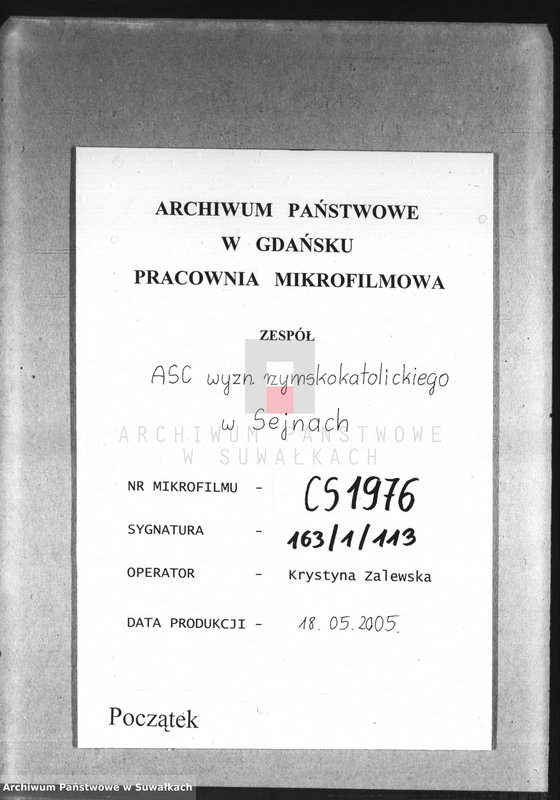 ARCHIWUM PAŃSTWOWE
W GDAŃSKU
PRACOWNIA MIKROFILMOWA
ZESPÓŁ
ASC wyzn. rzymskokatolickiego
w Sejnach
ARCHIWUM PAŃSTWOWE
W SUWAŁKACH
NR MIKROFILMU - CS1976
SYGNATURA - 163/1/113
OPERATOR - Krystyna Zalewska
DATA PRODUKCJI - 18.05.2005.
Początek
Archiwum Państwowe w Suwałkach